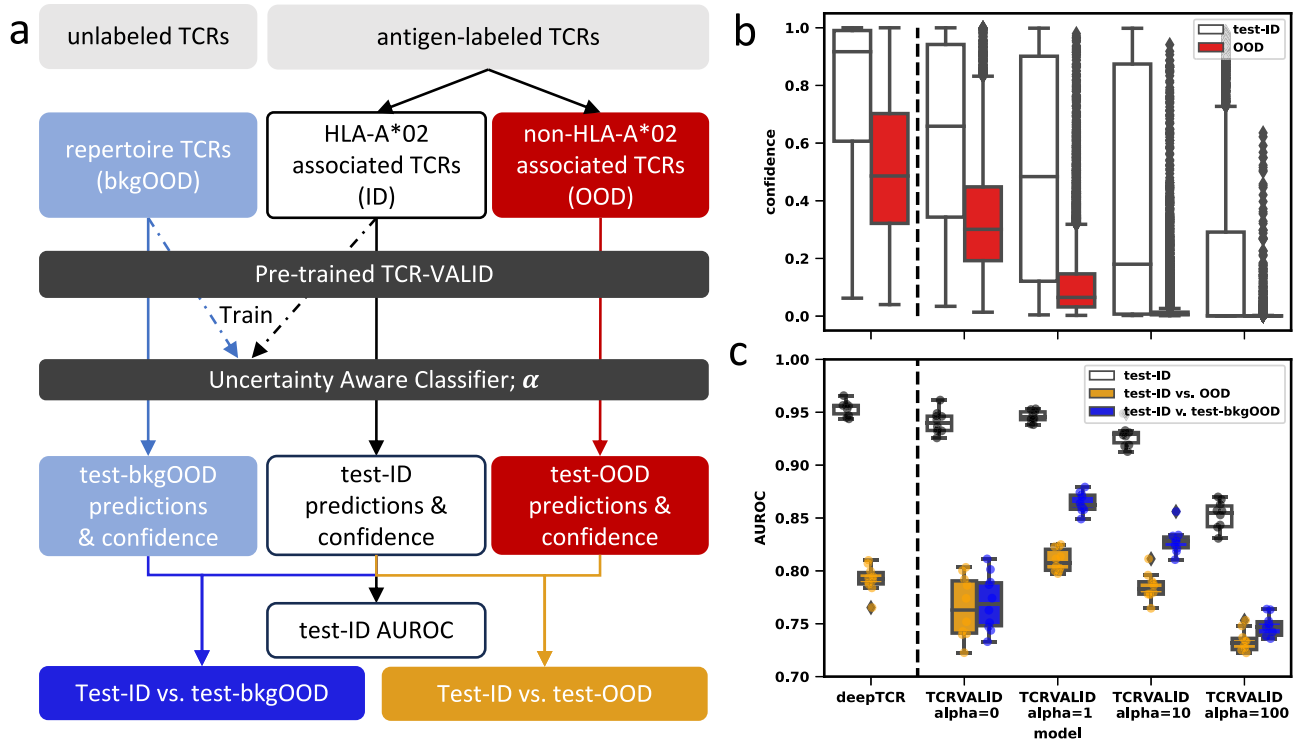 a
unlabeled TCRs
antigen-labeled TCRs
repertoire TCRs
(bkgOOD)
HLA-A*02
associated TCRs
(ID)
non-HLA-A*02
associated TCRs
(OOD)
Pre-trained TCR-VALID
Train
Uncertainty Aware Classifier; α
test-bkgOOD
predictions
& confidence
test-ID
predictions &
confidence
test-OOD
predictions &
confidence
test-ID AUROC
Test-ID vs. test-bkgOOD
Test-ID vs. test-OOD
b
1.0
0.8
0.6
0.4
0.2
0.0
confidence
test-ID
OOD
c
1.00
0.95
0.90
0.85
0.80
0.75
0.70
AUROC
test-ID
test-ID vs. OOD
test-ID v. test-bkgOOD
deepTCR
TCRVALID
alpha=0
TCRVALID
alpha=1
TCRVALID
alpha=10
TCRVALID
alpha=100
model